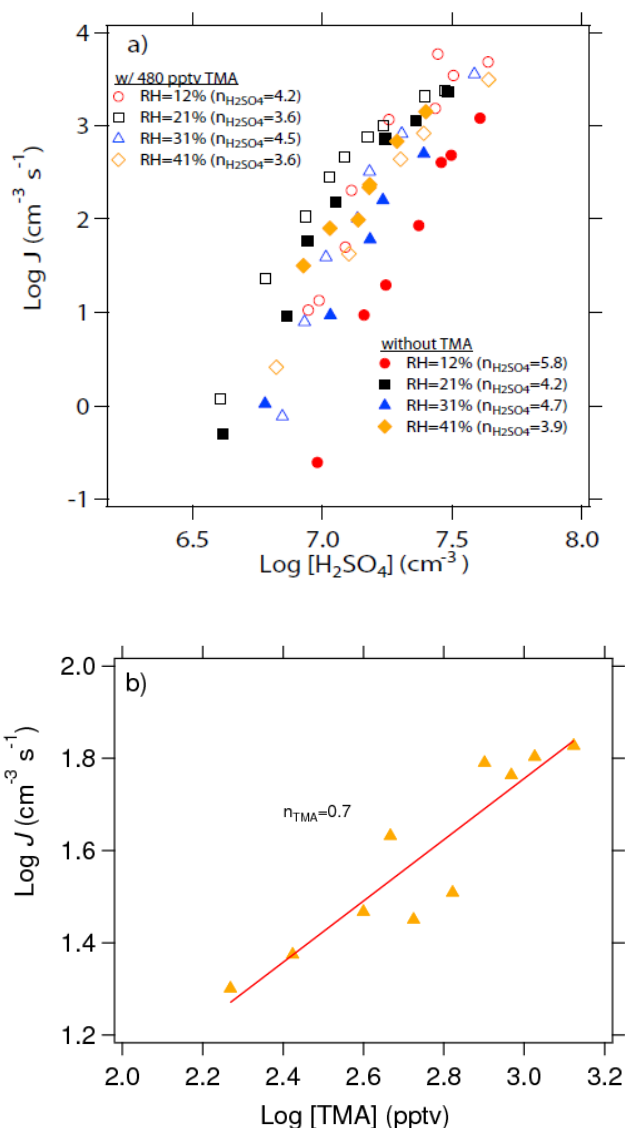 a)
w/ 480 pptv TMA
RH=12% (nH2SO4=4.2)
RH=21% (nH2SO4=3.6)
RH=31% (nH2SO4=4.5)
RH=41% (nH2SO4=3.6)
without TMA
RH=12% (nH2SO4=5.8)
RH=21% (nH2SO4=4.2)
RH=31% (nH2SO4=4.7)
RH=41% (nH2SO4=3.9)
Log J (cm-3 s-1)
4
3
2
1
0
-1
6.5 7.0 7.5 8.0
Log [H2SO4] (cm-3)
b)
nTMA=0.7
Log J (cm-3 s-1)
2.0
1.8
1.6
1.4
1.2
2.0 2.2 2.4 2.6 2.8 3.0 3.2
Log [TMA] (pptv)